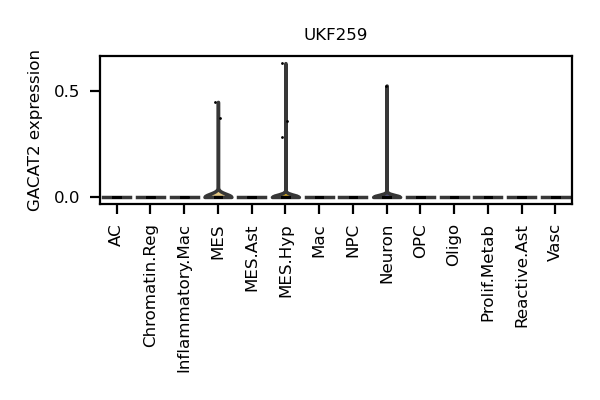 UKF259
GACAT2 expression
0.5
0.0
AC
Chromatin.Reg
Inflammatory.Mac
MES
MES.Ast
MES.Hyp
Mac
NPC
Neuron
OPC
Oligo
Prolif.Metab
Reactive.Ast
Vasc